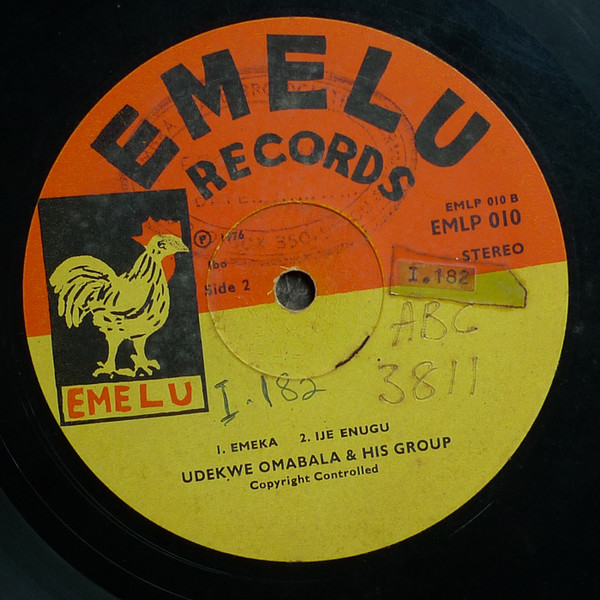 EMELU
RECORDS
EMLP 010 B
EMLP 010
STEREO
℗ 1976
Ibo
Side 2
I.182
ABC
3811
I.182
EMELU
1. EMEKA 2. IJE ENUGU
UDEKWE OMABALA & HIS GROUP
Copyright Controlled